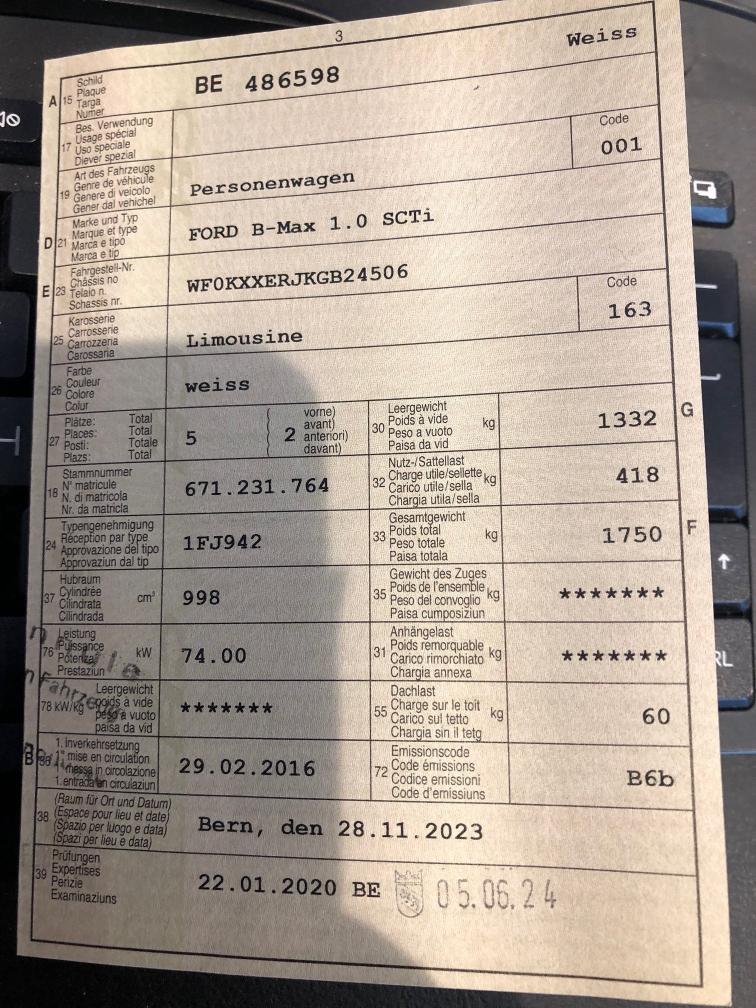 3
Weiss
A 15 Schild
Plaque
Targa
Numer
BE 486598
17 Bes. Verwendung
Usage spécial
Uso speciale
Diever spezial
Code
001
19 Art des Fahrzeugs
Genre de véhicule
Genere di veicolo
Gener dal vehichel
Personenwagen
D 21 Marke und Typ
Marque et type
Marca e tipo
Marca e tip
FORD B-Max 1.0 SCTi
E 23 Fahrgestell-Nr.
Châssis no
Telaio n.
Schassis nr.
WF0KXXERJKGB24506
25 Karosserie
Carrosserie
Carrozzeria
Carossaria
Limousine
Code
163
26 Farbe
Couleur
Colore
Colur
weiss
27 Plätze: Total
Places: Total
Posti: Totale
Plazs: Total
5
2 vorne)
avant)
anteriori)
davant)
30 Leergewicht
Poids à vide
Peso a vuoto
Paisa da vid
kg
1332 G
18 Stammnummer
N° matricule
N. di matricola
Nr. da matricla
671.231.764
32 Nutz-/Sattellast
Charge utile/sellette
Carico utile/sella
Chargia utila/sella
kg
418
24 Typengenehmigung
Réception par type
Approvazione del tipo
Approvaziun dal tip
1FJ942
33 Gesamtgewicht
Poids total
Peso totale
Paisa totala
kg
1750 F
37 Hubraum
Cylindrée
Cilindrata
Cilindrada
cm³
998
35 Gewicht des Zuges
Poids de l'ensemble
Peso del convoglio
Paisa cumposiziun
kg
*******
76 Leistung
Puissance
Potenza
Prestaziun
kW
74.00
31 Anhängelast
Poids remorquable
Carico rimorchiato
Chargia annexa
kg
*******
78 kW/kg Leergewicht
poids à vide
peso a vuoto
paisa da vid
*******
55 Dachlast
Charge sur le toit
Carico sul tetto
Chargia sin il tetg
kg
60
B 1. Inverkehrsetzung
1re mise en circulation
1. messa in circolazione
1. entrada en circulaziun
29.02.2016
72 Emissionscode
Code émissions
Codice emissioni
Code d'emissiuns
B6b
38 (Raum für Ort und Datum)
(Espace pour lieu et date)
(Spazio per luogo e data)
(Spazi per lieu e data)
Bern, den 28.11.2023
39 Prüfungen
Expertises
Perizie
Examinaziuns
22.01.2020 BE
05.06.24